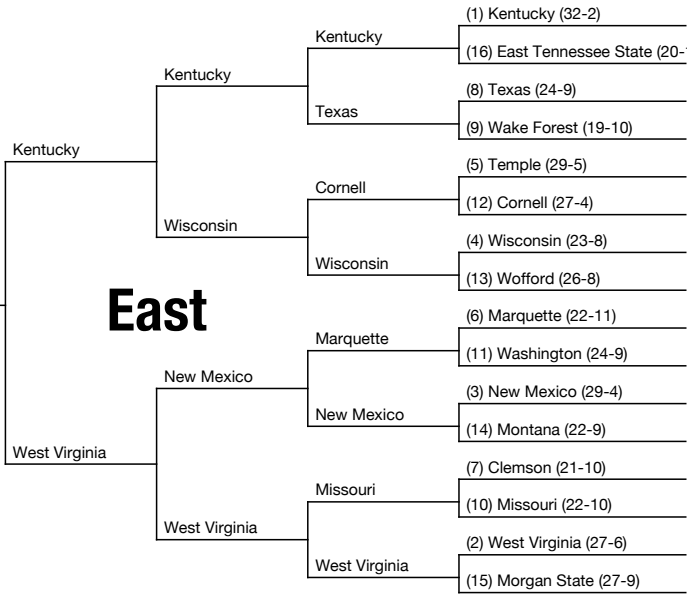 (1) Kentucky (32-2)
Kentucky
(16) East Tennessee State (20-
Kentucky
(8) Texas (24-9)
Texas
(9) Wake Forest (19-10)
Kentucky
(5) Temple (29-5)
Cornell
(12) Cornell (27-4)
Wisconsin
(4) Wisconsin (23-8)
Wisconsin
(13) Wofford (26-8)
East
(6) Marquette (22-11)
Marquette
(11) Washington (24-9)
New Mexico
(3) New Mexico (29-4)
New Mexico
(14) Montana (22-9)
West Virginia
(7) Clemson (21-10)
Missouri
(10) Missouri (22-10)
West Virginia
(2) West Virginia (27-6)
West Virginia
(15) Morgan State (27-9)